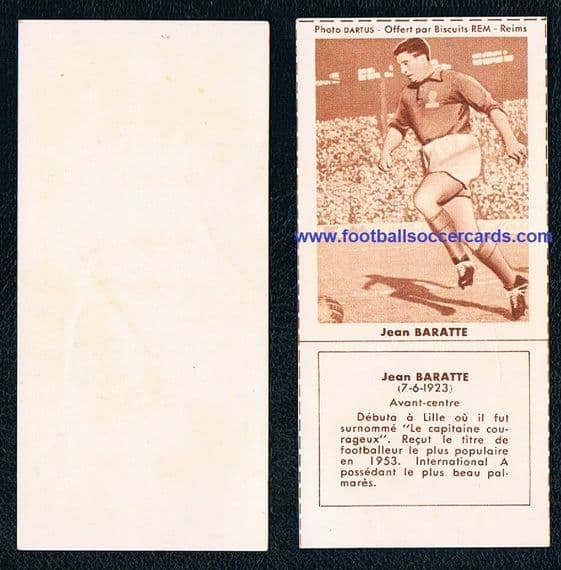 Photo DARTUS - Offert par Biscuits REM - Reims
www.footballsoccercards.com
Jean BARATTE
Jean BARATTE
(7-6-1923)
Avant-centre
Débuta à Lille où il fut
surnommé "Le capitaine cou-
rageux". Reçut le titre de
footballeur le plus populaire
en 1953. International A
possédant le plus beau pal-
marès.